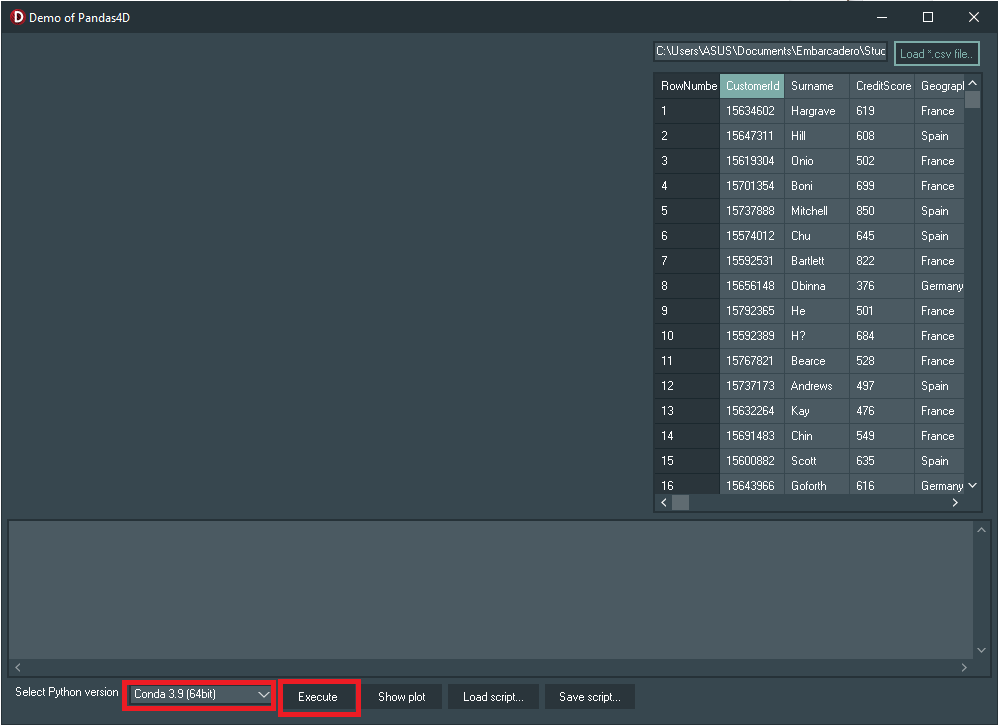 Demo of Pandas4D
C:\Users\ASUS\Documents\Embarcadero\Stuc
Load *.csv file..
RowNumbe CustomerId Surname CreditScore Geograpl
1 15634602 Hargrave 619 France
2 15647311 Hill 608 Spain
3 15619304 Onio 502 France
4 15701354 Boni 699 France
5 15737888 Mitchell 850 Spain
6 15574012 Chu 645 Spain
7 15592531 Bartlett 822 France
8 15656148 Obinna 376 Germany
9 15792365 He 501 France
10 15592389 H? 684 France
11 15767821 Bearce 528 France
12 15737173 Andrews 497 Spain
13 15632264 Kay 476 France
14 15691483 Chin 549 France
15 15600882 Scott 635 Spain
16 15643966 Goforth 616 Germany
Select Python version Conda 3.9 (64bit) Execute Show plot Load script... Save script...